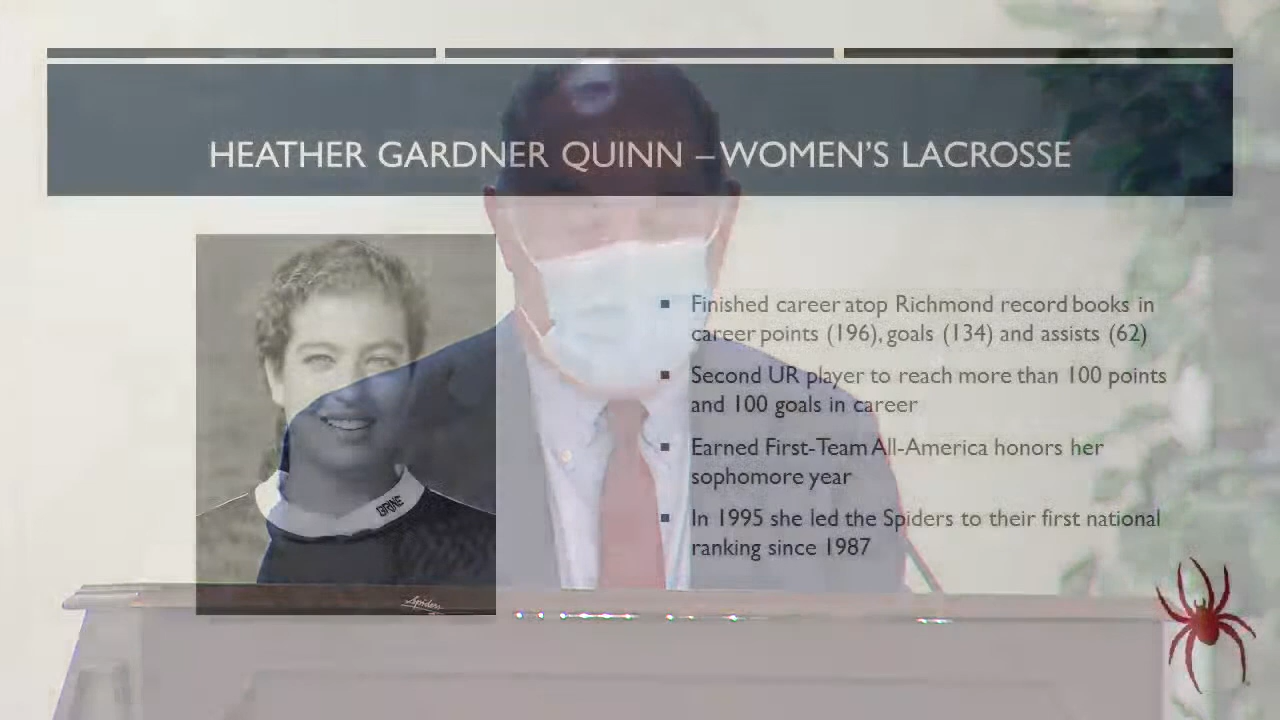 HEATHER GARDNER QUINN – WOMEN'S LACROSSE
Finished career atop Richmond record books in
career points (196), goals (134) and assists (62)
Second UR player to reach more than 100 points
and 100 goals in career
Earned First-Team All-America honors her
sophomore year
In 1995 she led the Spiders to their first national
ranking since 1987
BRINE
Spiders